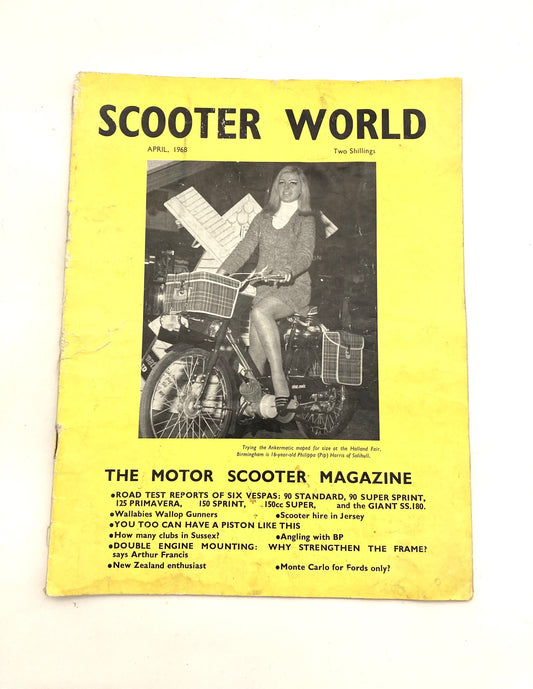 SCOOTER WORLD
APRIL, 1968 Two Shillings
Trying the Ankermatic moped for size at the Holland Fair,
Birmingham is 16-year-old Philippa (Pip) Harris of Solihull.
THE MOTOR SCOOTER MAGAZINE
●ROAD TEST REPORTS OF SIX VESPAS: 90 STANDARD, 90 SUPER SPRINT,
125 PRIMAVERA, 150 SPRINT, 150cc SUPER, and the GIANT SS.180.
●Wallabies Wallop Gunners ●Scooter hire in Jersey
●YOU TOO CAN HAVE A PISTON LIKE THIS
●How many clubs in Sussex? ●Angling with BP
●DOUBLE ENGINE MOUNTING: WHY STRENGTHEN THE FRAME?
says Arthur Francis
●New Zealand enthusiast ●Monte Carlo for Fords only?